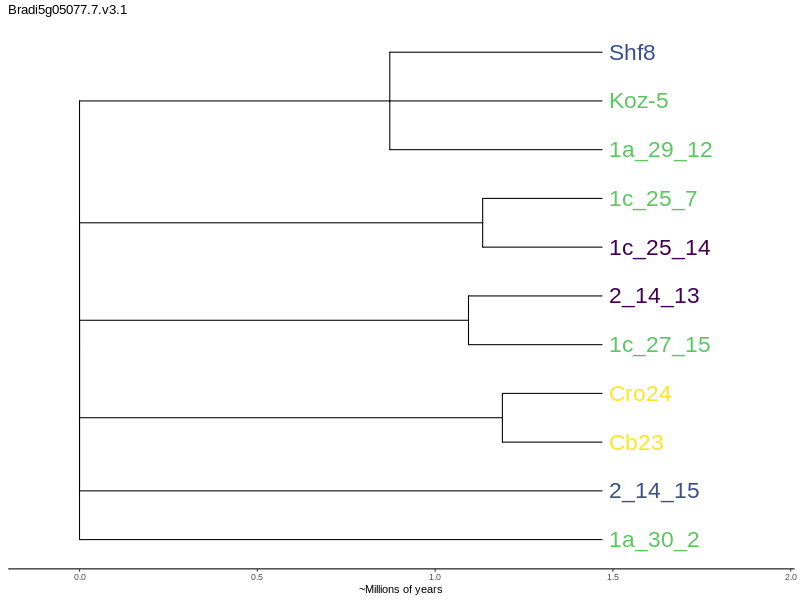 Bradi5g05077.7.v3.1
Shf8
Koz-5
1a_29_12
1c_25_7
1c_25_14
2_14_13
1c_27_15
Cro24
Cb23
2_14_15
1a_30_2
0.0 0.5 1.0 1.5 2.0
~Millions of years